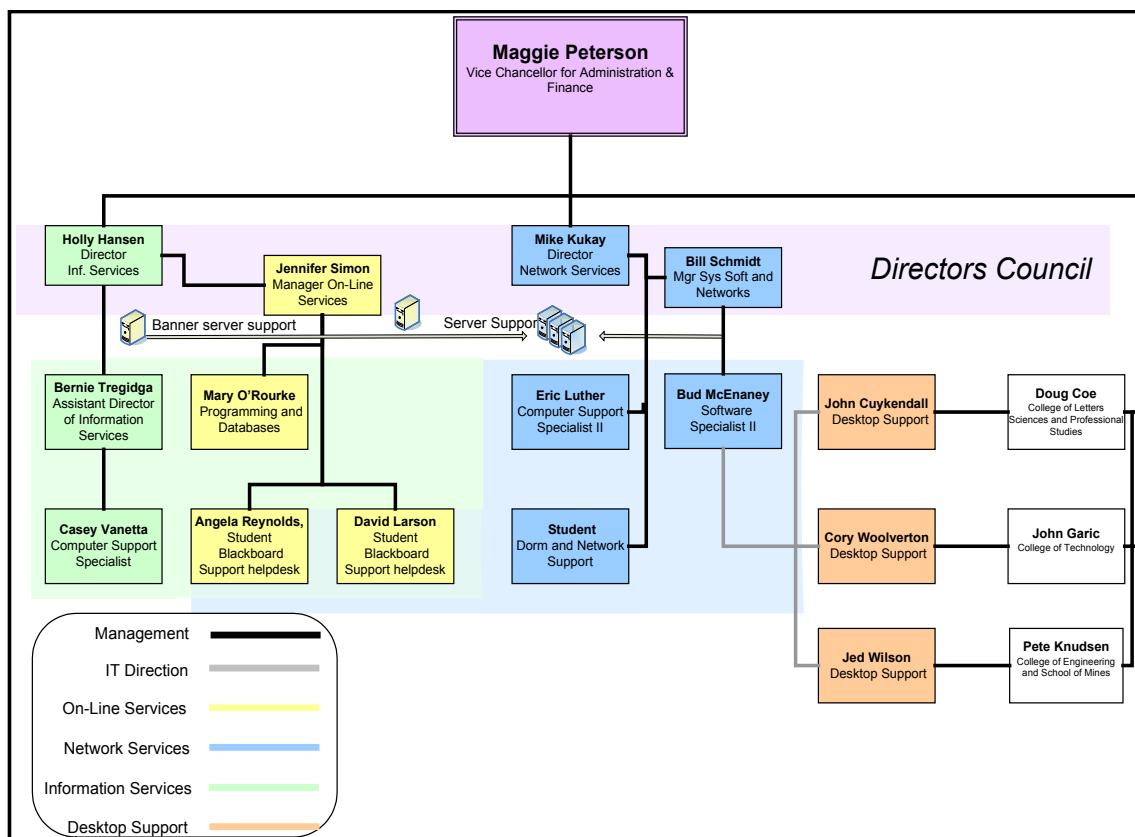 Maggie Peterson
Vice Chancellor for Administration &
Finance
Holly Hansen
Director
Inf. Services
Jennifer Simon
Manager On-Line
Services
Mike Kukay
Director
Network Services
Bill Schmidt
Mgr Sys Soft and
Networks
Directors Council
Banner server support
Server Support
Bernie Tregidga
Assistant Director
of Information
Services
Mary O'Rourke
Programming and
Databases
Eric Luther
Computer Support
Specialist II
Bud McEnaney
Software
Specialist II
John Cuykendall
Desktop Support
Doug Coe
College of Letters
Sciences and Professional
Studies
Casey Vanetta
Computer Support
Specialist
Angela Reynolds,
Student
Blackboard
Support helpdesk
David Larson
Student
Blackboard
Support helpdesk
Student
Dorm and Network
Support
Cory Woolverton
Desktop Support
John Garic
College of Technology
Jed Wilson
Desktop Support
Pete Knudsen
College of Engineering
and School of Mines
Management
IT Direction
On-Line Services
Network Services
Information Services
Desktop Support